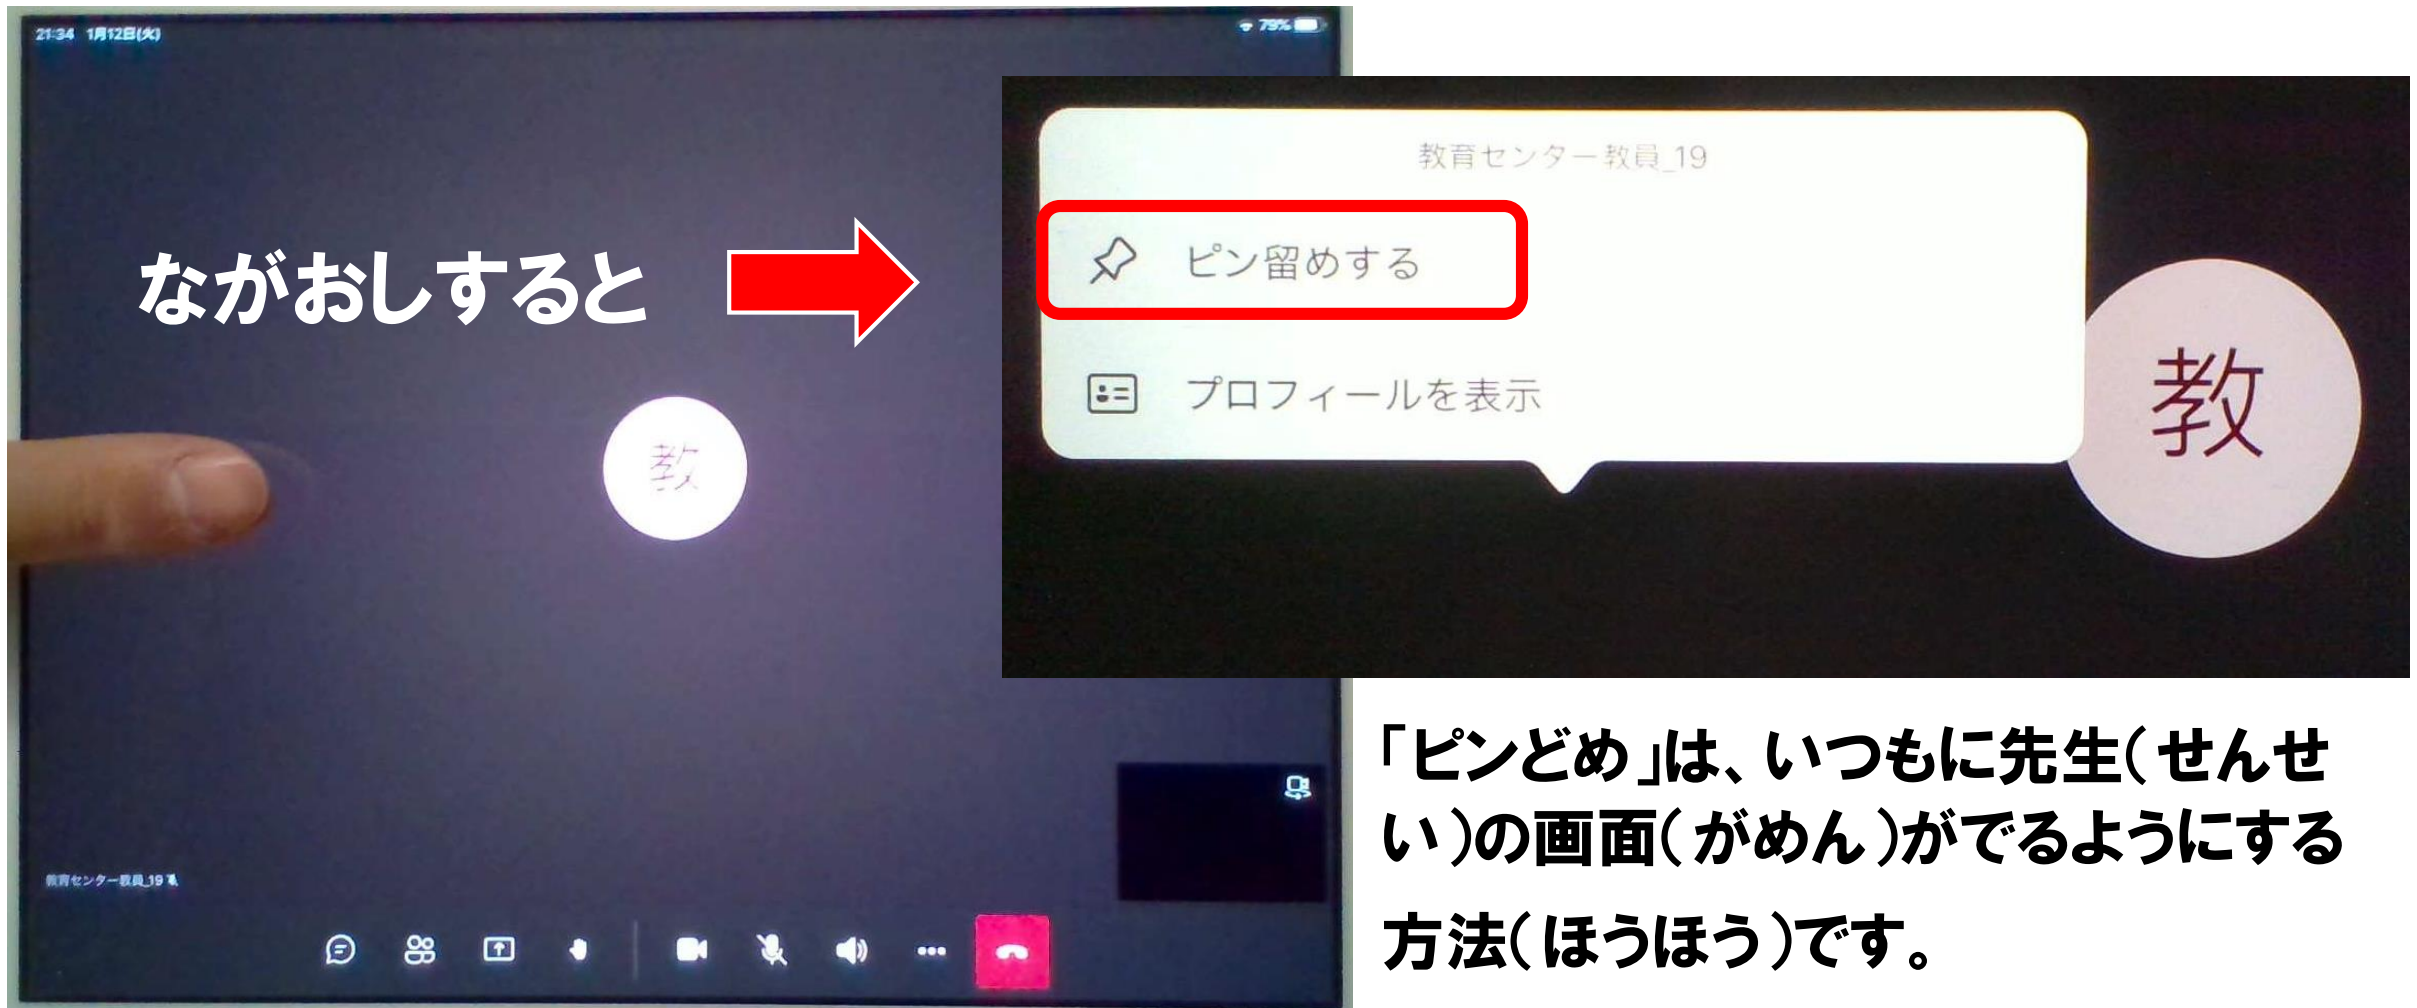 21:34 1月12日(火)
79%
ながおしすると
教
教育センター教員_19
教育センター教員_19
ピン留めする
プロフィールを表示
教
「ピンどめ」は、いつもに先生(せんせ
い)の画面(がめん)がでるようにする
方法(ほうほう)です。